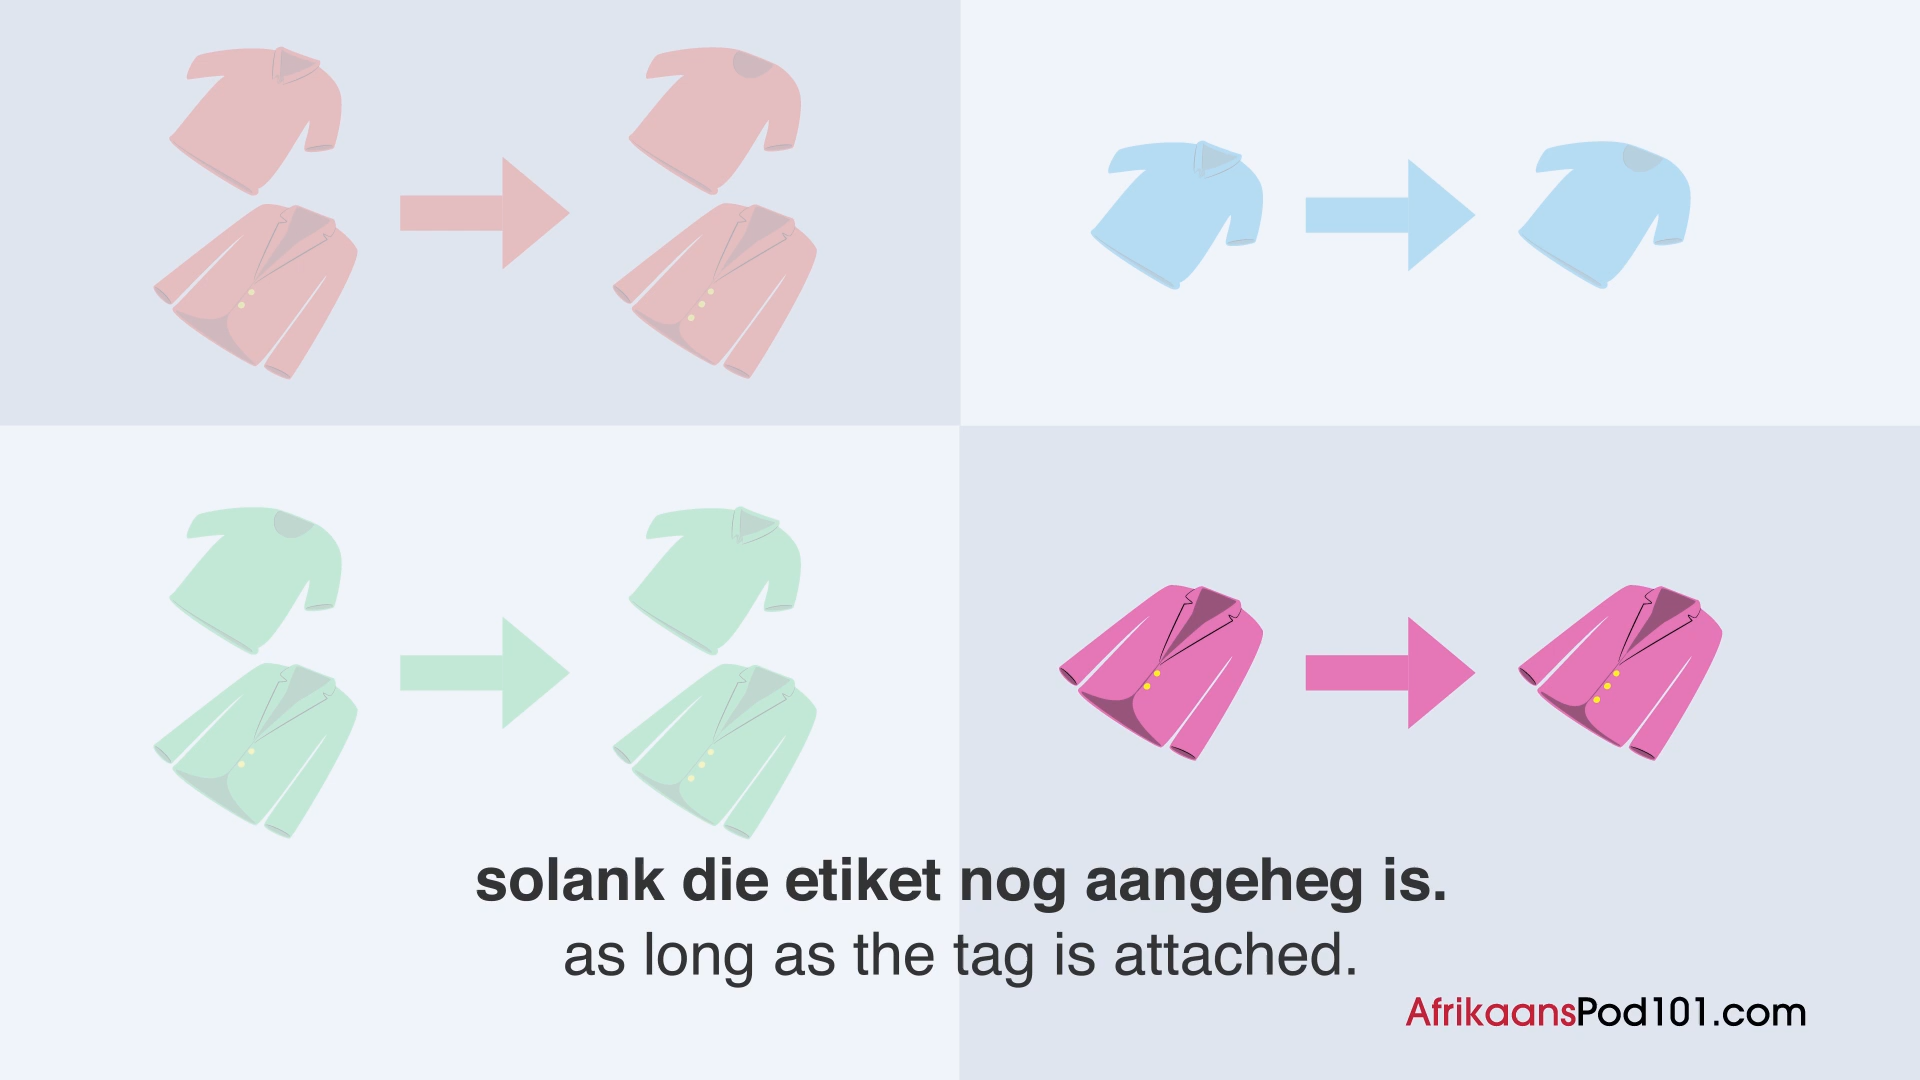 solank die etiket nog aangeheg is.
as long as the tag is attached.
AfrikaansPod101.com